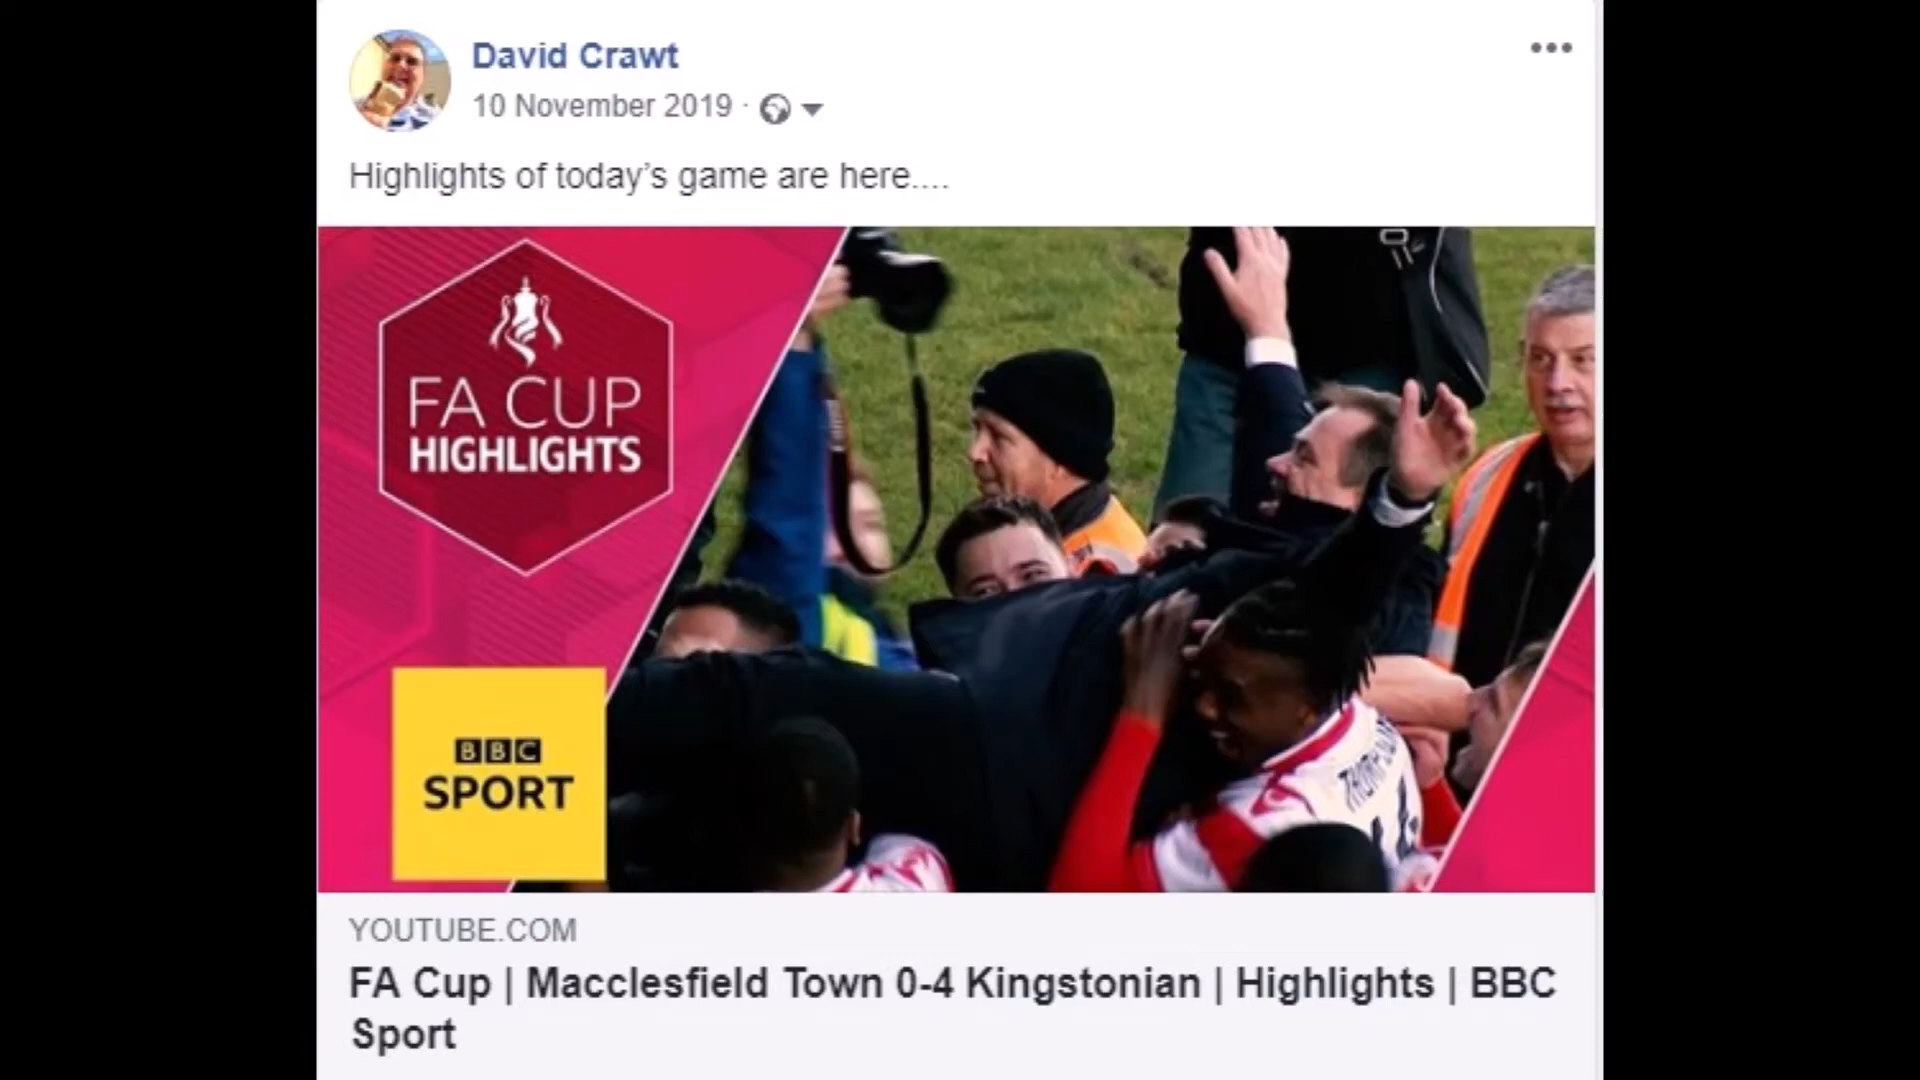 David Crawt
10 November 2019 ·
Highlights of today's game are here....
FA CUP
HIGHLIGHTS
BBC
SPORT
YOUTUBE.COM
FA Cup | Macclesfield Town 0-4 Kingstonian | Highlights | BBC
Sport